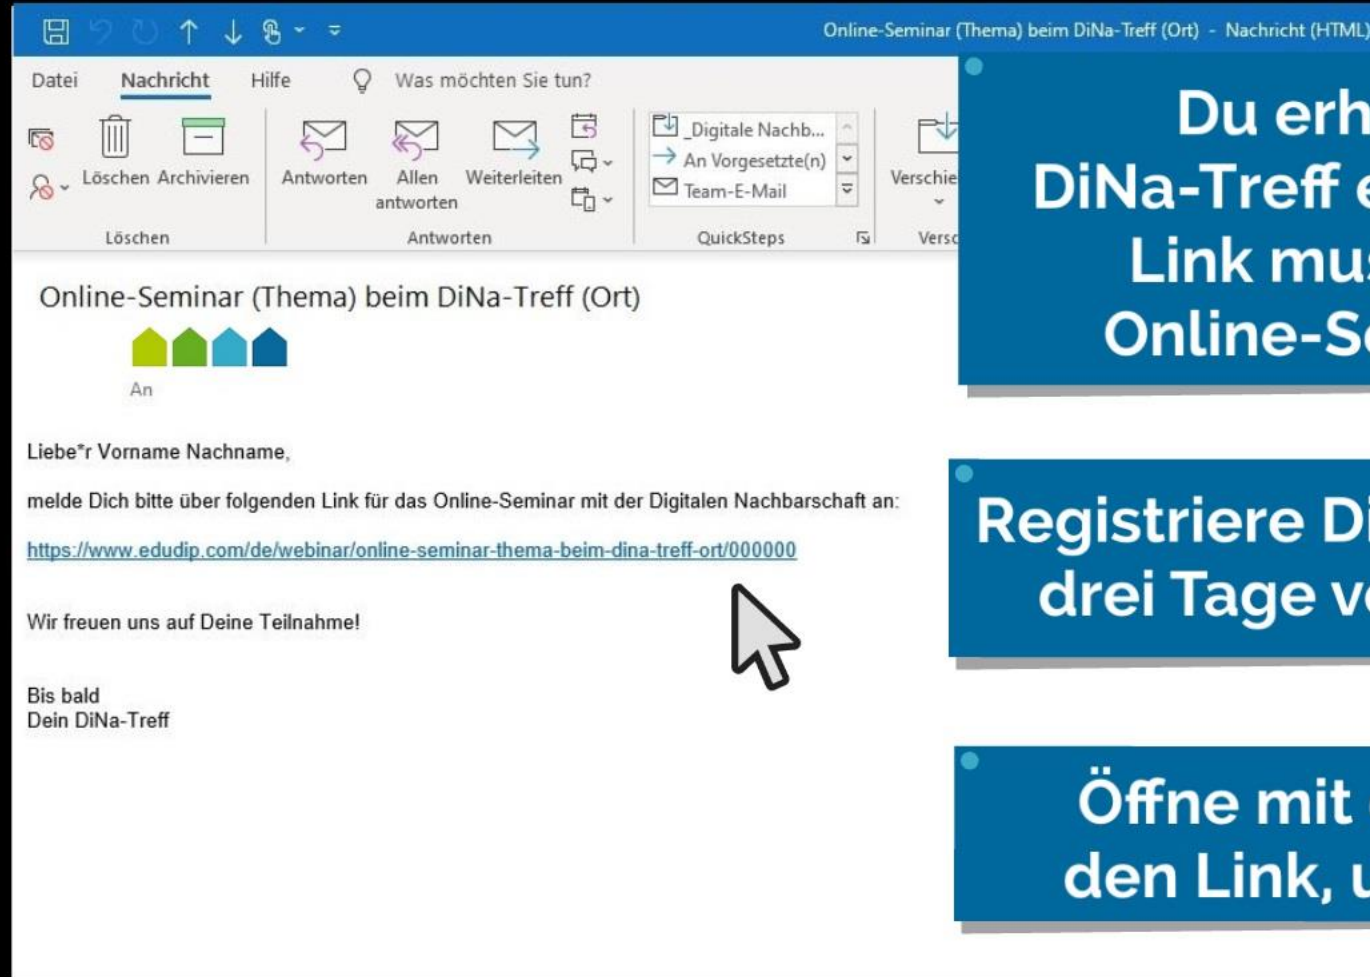 Online-Seminar (Thema) beim DiNa-Treff (Ort) - Nachricht (HTML)
Datei Nachricht Hilfe Was möchten Sie tun?
Löschen Archivieren
Löschen
Antworten Allen antworten Weiterleiten
Antworten
_Digitale Nachb...
An Vorgesetzte(n)
Team-E-Mail
QuickSteps
Online-Seminar (Thema) beim DiNa-Treff (Ort)
An
Liebe*r Vorname Nachname,
melde Dich bitte über folgenden Link für das Online-Seminar mit der Digitalen Nachbarschaft an:
https://www.edudip.com/de/webinar/online-seminar-thema-beim-dina-treff-ort/000000
Wir freuen uns auf Deine Teilnahme!
Bis bald
Dein DiNa-Treff
Du
DiNa-Treff
Link
Registriere
drei Tage
Öffne mit
den Link,